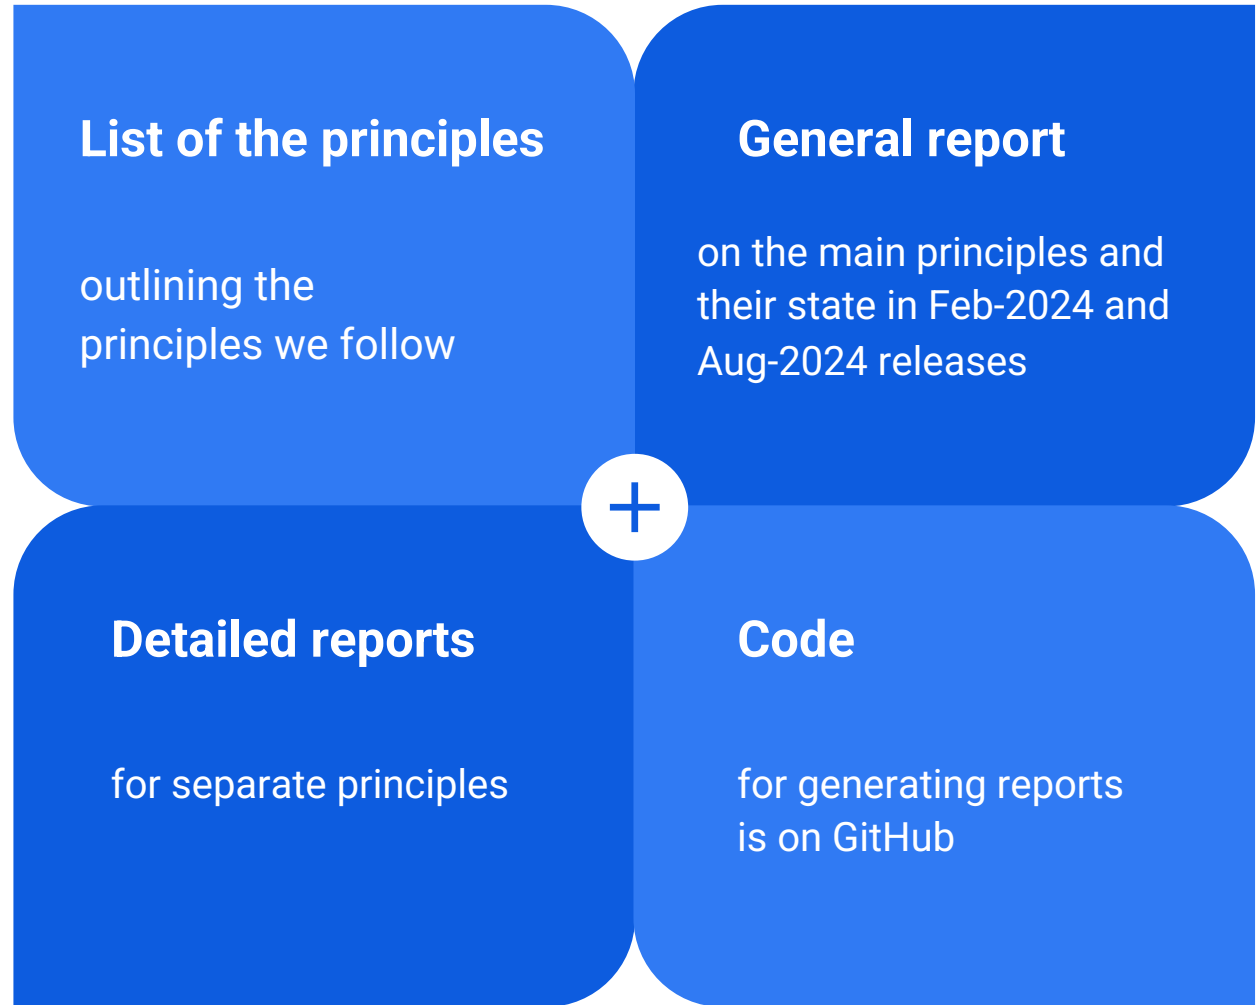 List of the principles
outlining the
principles we follow
General report
on the main principles and
their state in Feb-2024 and
Aug-2024 releases
Detailed reports
for separate principles
Code
for generating reports
is on GitHub